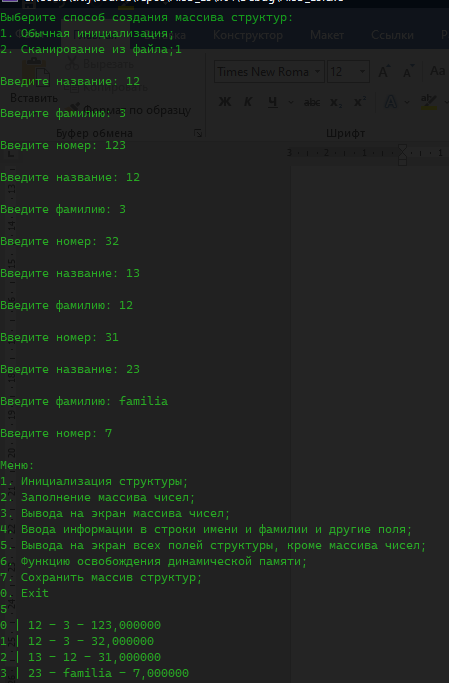 Выберите способ создания массива структур:
1. Обычная инициализация;
2. Сканирование из файла;1
Макет
Ссылки
Конструктор
Введите название: 12
Times New Roma
12
Aa
Вставить
Введите фамилию: 3
Формат по образцу
Ж К Ч abc x₂ x²
Буфер обмена
Шрифт
Введите номер: 123
Введите название: 12
Введите фамилию: 3
Введите номер: 32
Введите название: 13
Введите фамилию: 12
Введите номер: 31
Введите название: 23
Введите фамилию: familia
Введите номер: 7
Меню:
1. Инициализация структуры;
2. Заполнение массива чисел;
3. Вывода на экран массива чисел;
4. Ввода информации в строки имени и фамилии и другие поля;
5. Вывода на экран всех полей структуры, кроме массива чисел;
6. Функцию освобождения динамической памяти;
7. Сохранить массив структур;
0. Exit
5
0 | 12 - 3 - 123,000000
1 | 12 - 3 - 32,000000
2 | 13 - 12 - 31,000000
3 | 23 - familia - 7,000000